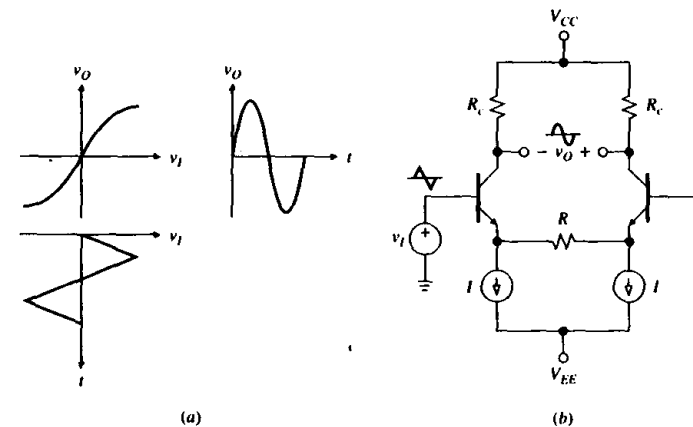 v_O
v_O
v_I
t
v_I
t
(a)
V_CC
R_c
R_c
− v_O +
v_I
+
R
I
I
V_EE
(b)